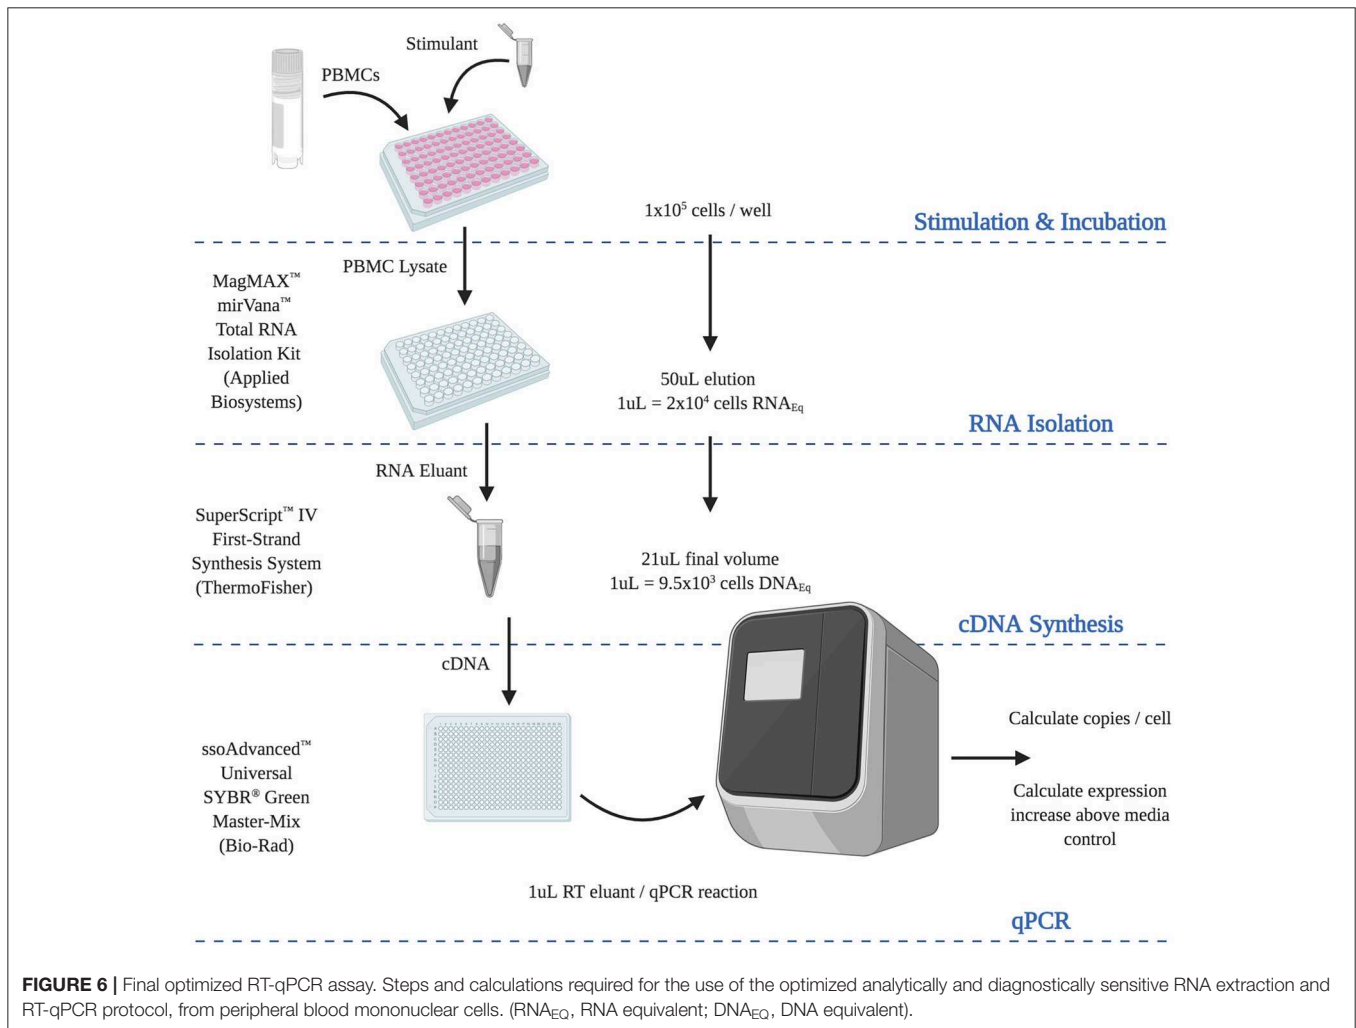 Stimulant
PBMCs
1x10⁵ cells / well
Stimulation & Incubation
PBMC Lysate
MagMAX™
mirVana™
Total RNA
Isolation Kit
(Applied
Biosystems)
50uL elution
1uL = 2x10⁴ cells RNA_Eq
RNA Isolation
RNA Eluant
SuperScript™ IV
First-Strand
Synthesis System
(ThermoFisher)
21uL final volume
1uL = 9.5x10³ cells DNA_Eq
cDNA Synthesis
cDNA
ssoAdvanced™
Universal
SYBR® Green
Master-Mix
(Bio-Rad)
Calculate copies / cell
Calculate expression
increase above media
control
1uL RT eluant / qPCR reaction
qPCR
FIGURE 6 | Final optimized RT-qPCR assay. Steps and calculations required for the use of the optimized analytically and diagnostically sensitive RNA extraction and
RT-qPCR protocol, from peripheral blood mononuclear cells. (RNA_EQ, RNA equivalent; DNA_EQ, DNA equivalent).